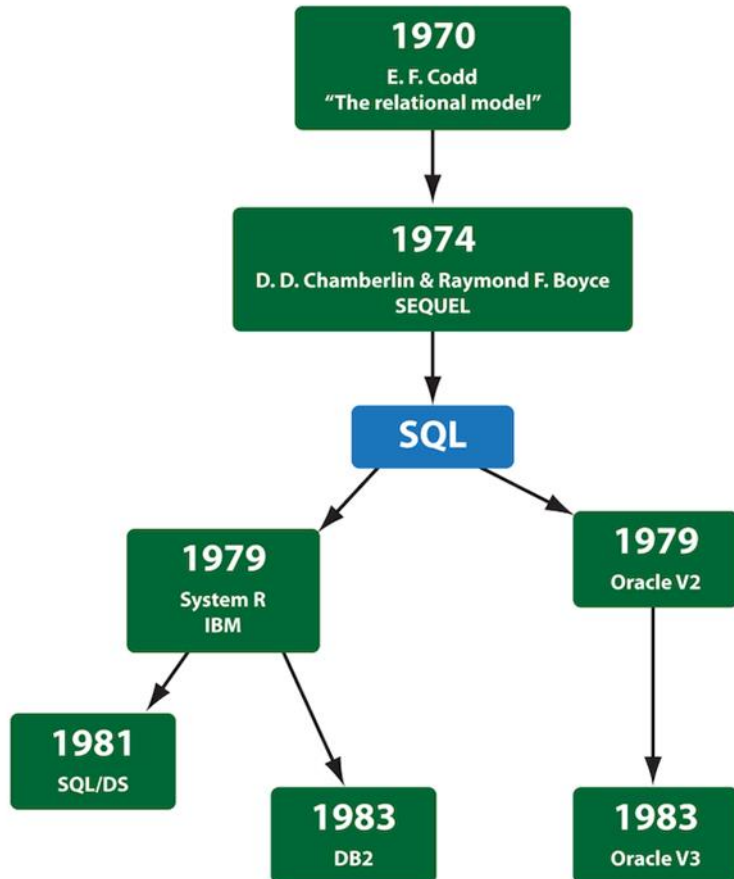 1970
E. F. Codd
“The relational model”
1974
D. D. Chamberlin & Raymond F. Boyce
SEQUEL
SQL
1979
System R
IBM
1979
Oracle V2
1981
SQL/DS
1983
DB2
1983
Oracle V3